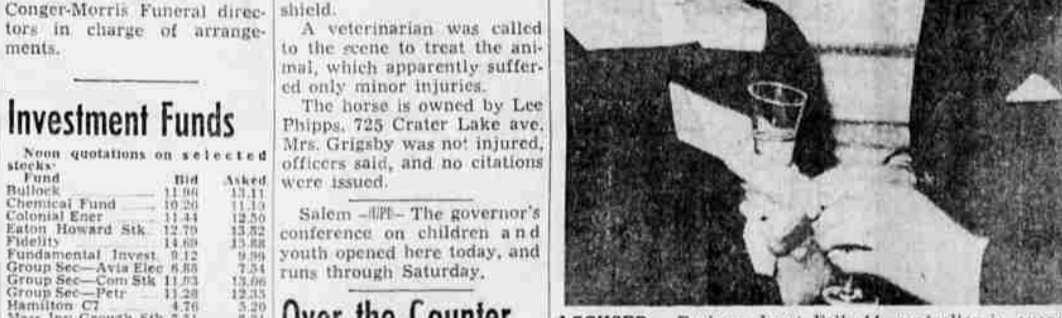 Conger-Morris Funeral direc-
tors in charge of arrange-
ments.
Investment Funds
Noon quotations on selected
stocks:
Fund Bid Asked
Bullock 11.96 13.11
Chemical Fund 10.26 11.10
Colonial Ener 11.44 12.50
Eaton Howard Stk 12.79 13.82
Fidelity 14.69 15.88
Fundamental Invest. 9.12 9.99
Group Sec—Avia Elec 6.88 7.54
Group Sec—Com Stk 11.93 13.06
Group Sec—Petr 11.28 12.35
Hamilton C7 4.76 5.20
shield.
A veterinarian was called
to the scene to treat the ani-
mal, which apparently suffer-
ed only minor injuries.
The horse is owned by Lee
Phipps, 725 Crater Lake ave.
Mrs. Grigsby was not injured,
officers said, and no citations
were issued.
Salem –(UPI)– The governor's
conference on children and
youth opened here today, and
runs through Saturday.
Over the Counter